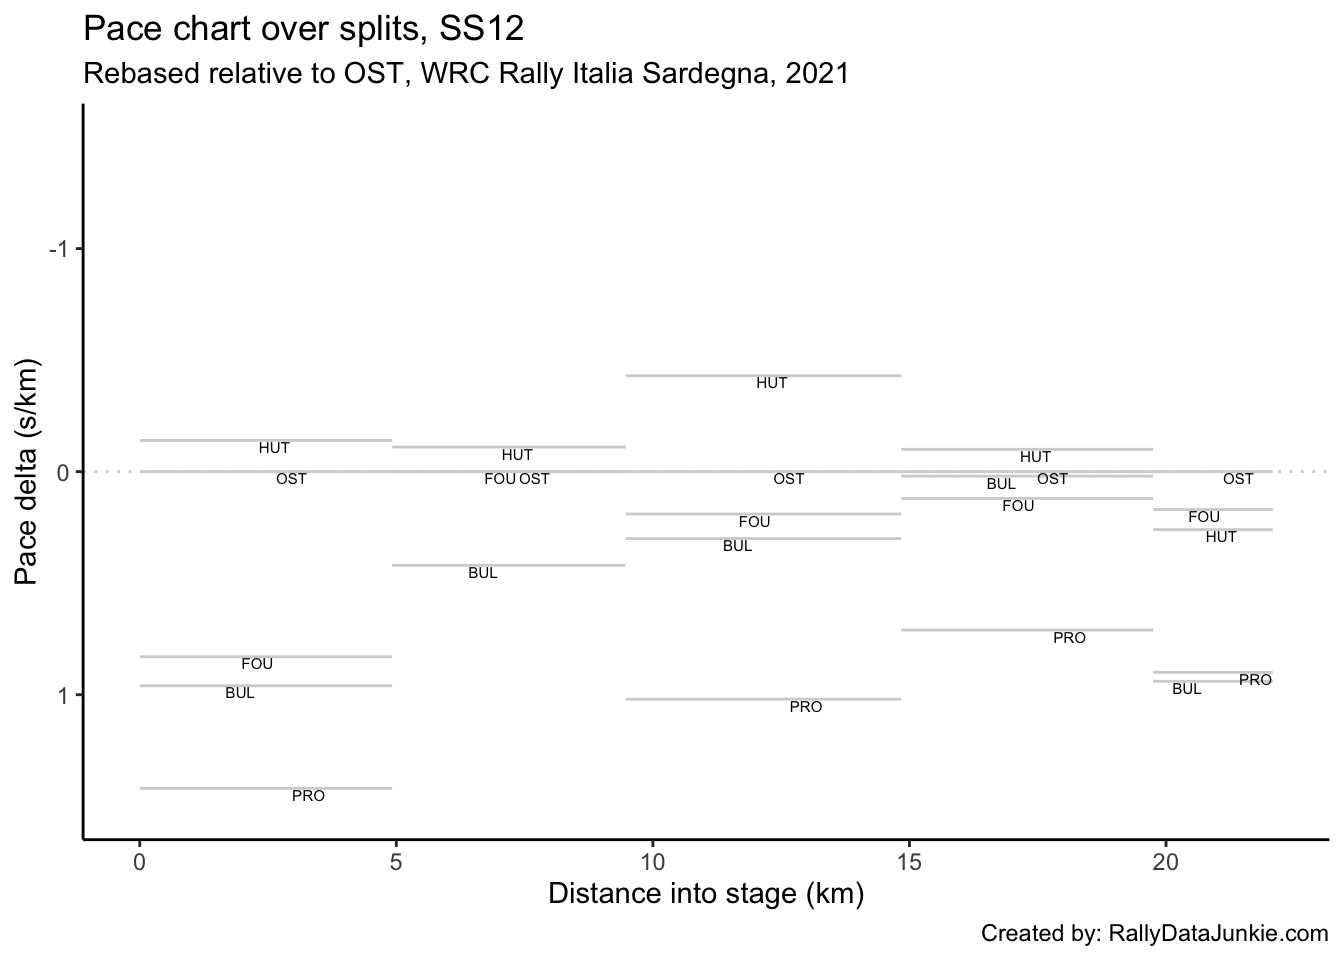 Pace chart over splits, SS12
Rebased relative to OST, WRC Rally Italia Sardegna, 2021
Pace delta (s/km)
-1
0
1
HUT
HUT
HUT
HUT
OST
FOU OST
OST
BUL OST
OST
FOU
FOU
FOU
BUL
HUT
BUL
PRO
FOU
PRO
BUL
BUL
PRO
PRO
0 5 10 15 20
Distance into stage (km)
Created by: RallyDataJunkie.com